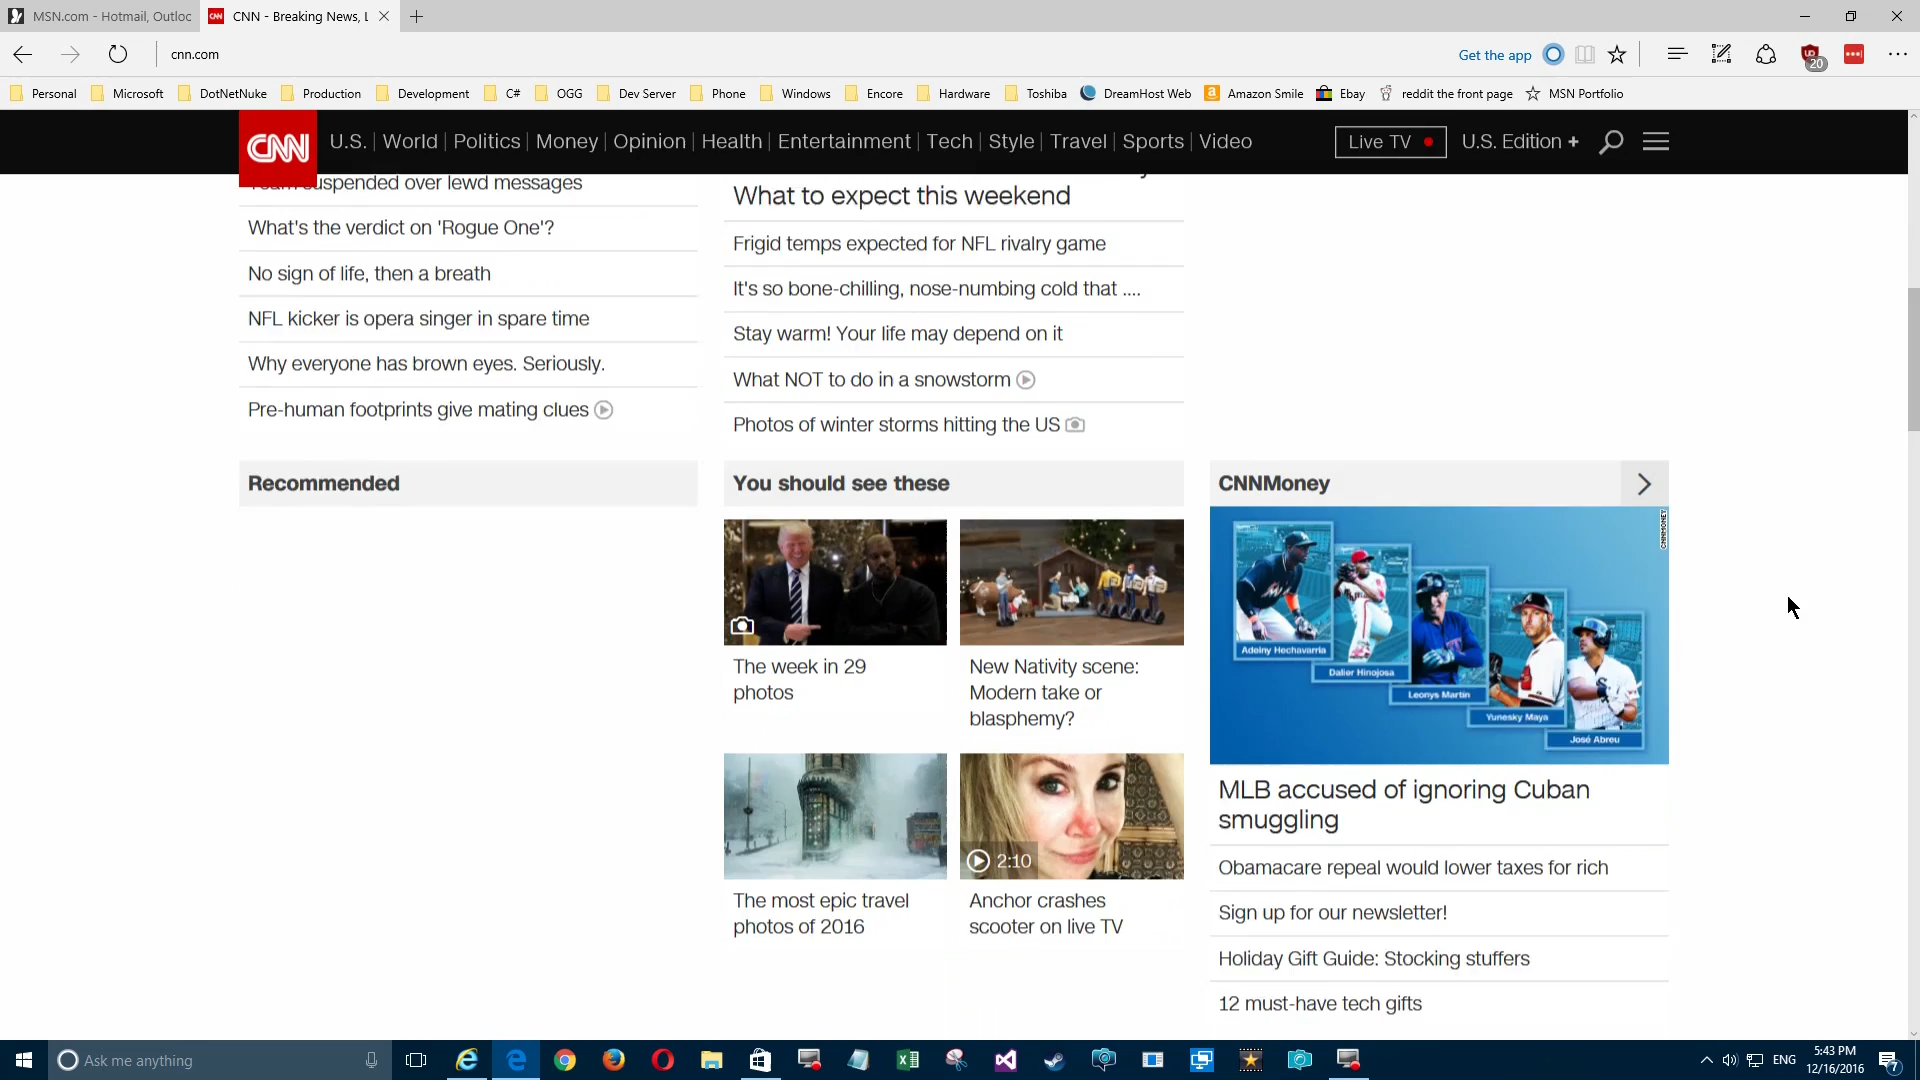 MSN.com - Hotmail, Outloc
CNN - Breaking News, L
cnn.com
Get the app
20
Personal
Microsoft
DotNetNuke
Production
Development
C#
OGG
Dev Server
Phone
Windows
Encore
Hardware
Toshiba
DreamHost Web
Amazon Smile
Ebay
reddit the front page
MSN Portfolio
CNN
U.S. | World | Politics | Money | Opinion | Health | Entertainment | Tech | Style | Travel | Sports | Video
Live TV
U.S. Edition +
suspended over lewd messages
What's the verdict on 'Rogue One'?
No sign of life, then a breath
NFL kicker is opera singer in spare time
Why everyone has brown eyes. Seriously.
Pre-human footprints give mating clues
What to expect this weekend
Frigid temps expected for NFL rivalry game
It's so bone-chilling, nose-numbing cold that ....
Stay warm! Your life may depend on it
What NOT to do in a snowstorm
Photos of winter storms hitting the US
Recommended
You should see these
The week in 29
photos
New Nativity scene:
Modern take or
blasphemy?
The most epic travel
photos of 2016
2:10
Anchor crashes
scooter on live TV
CNNMoney
CNNMONEY
Adeiny Hechavarria
Dalier Hinojosa
Leonys Martin
Yunesky Maya
José Abreu
MLB accused of ignoring Cuban
smuggling
Obamacare repeal would lower taxes for rich
Sign up for our newsletter!
Holiday Gift Guide: Stocking stuffers
12 must-have tech gifts
Ask me anything
ENG
5:43 PM
12/16/2016
7